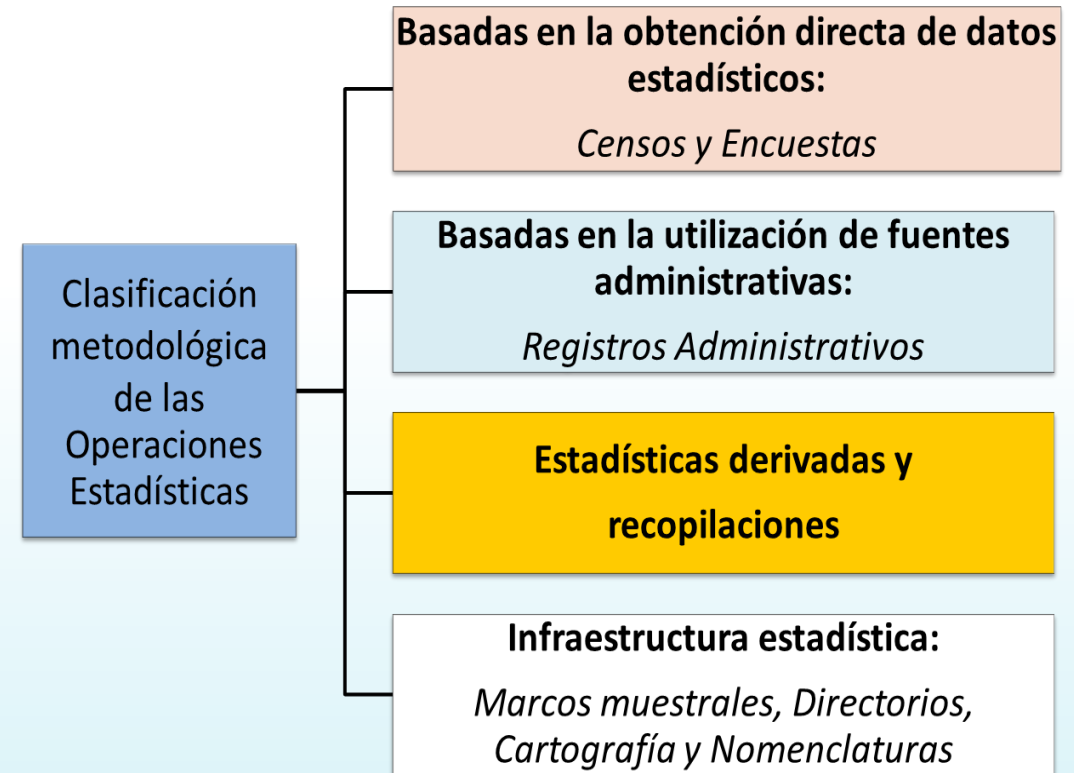 Basadas en la obtención directa de datos
estadísticos:
Censos y Encuestas
Basadas en la utilización de fuentes
administrativas:
Registros Administrativos
Clasificación
metodológica
de las
Operaciones
Estadísticas
Estadísticas derivadas y
recopilaciones
Infraestructura estadística:
Marcos muestrales, Directorios,
Cartografía y Nomenclaturas